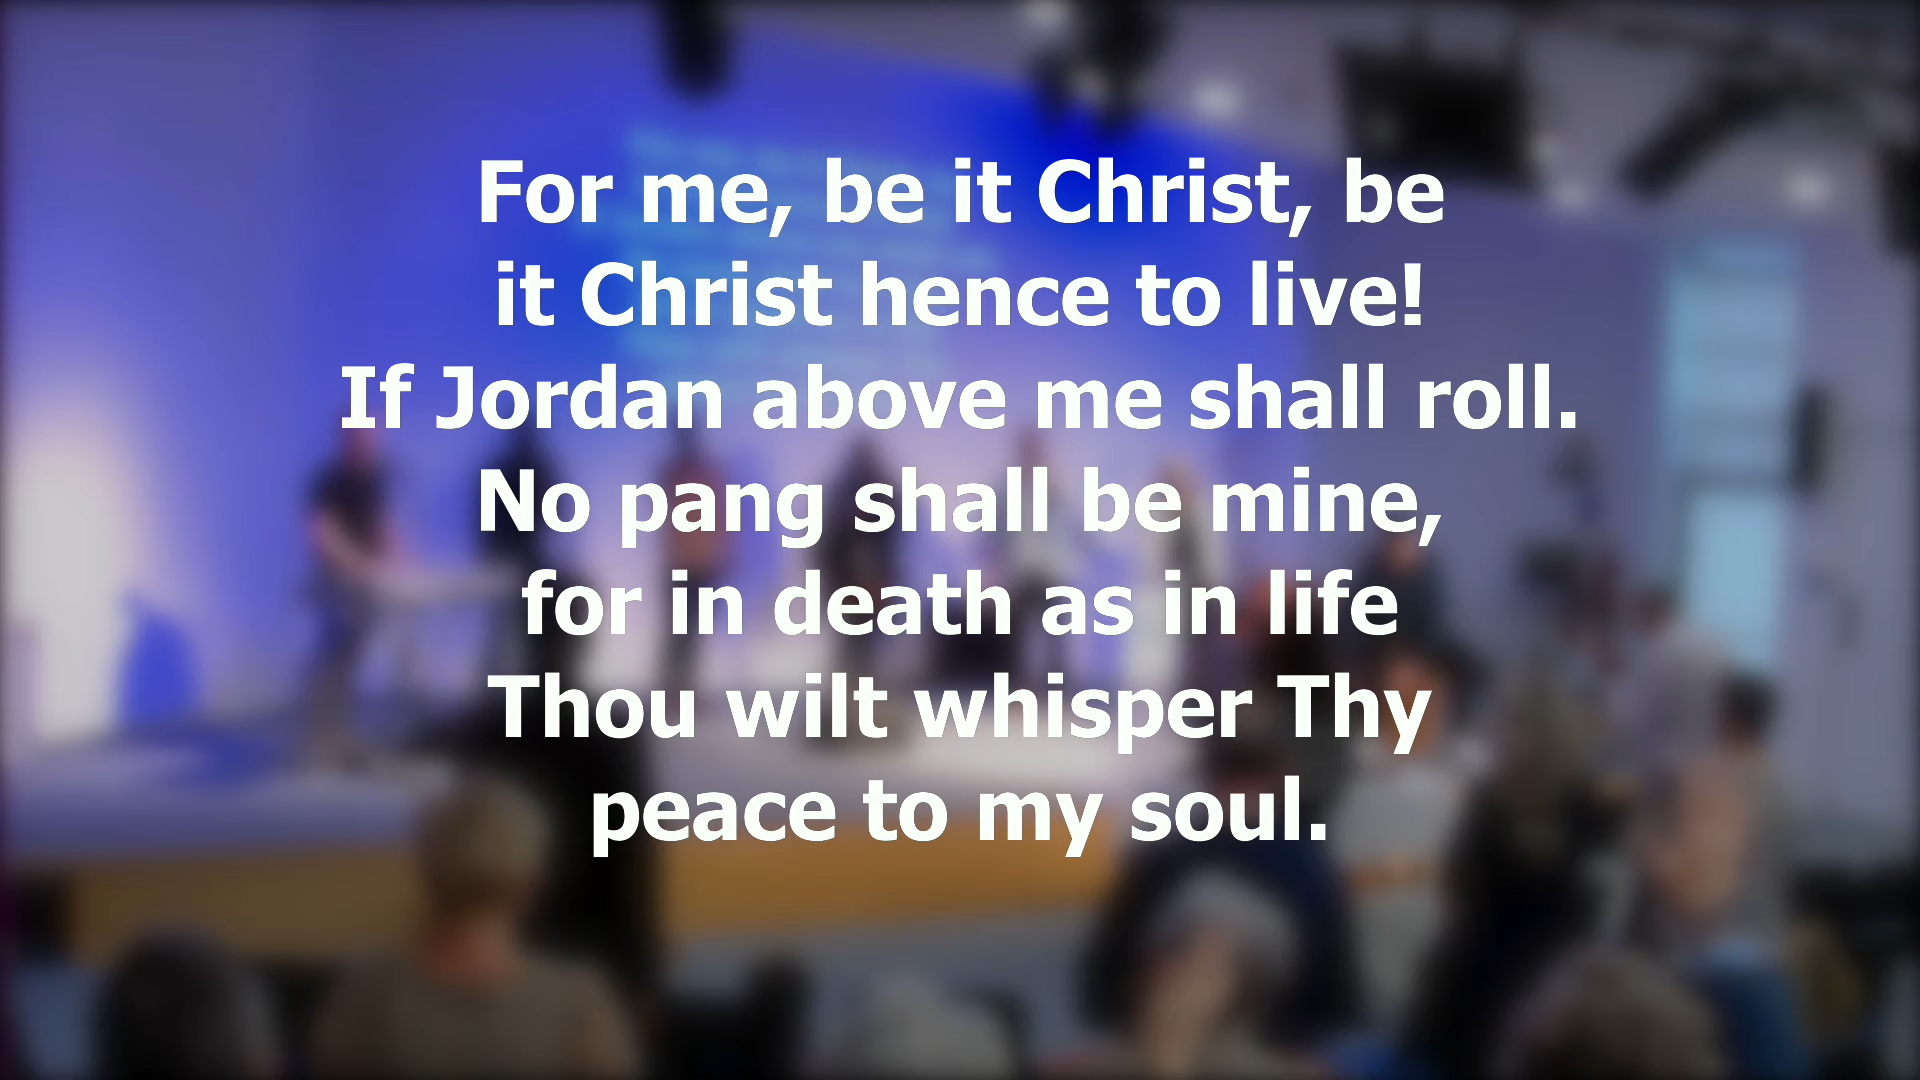 For me, be it Christ, be
it Christ hence to live!
If Jordan above me shall roll.
No pang shall be mine,
for in death as in life
Thou wilt whisper Thy
peace to my soul.